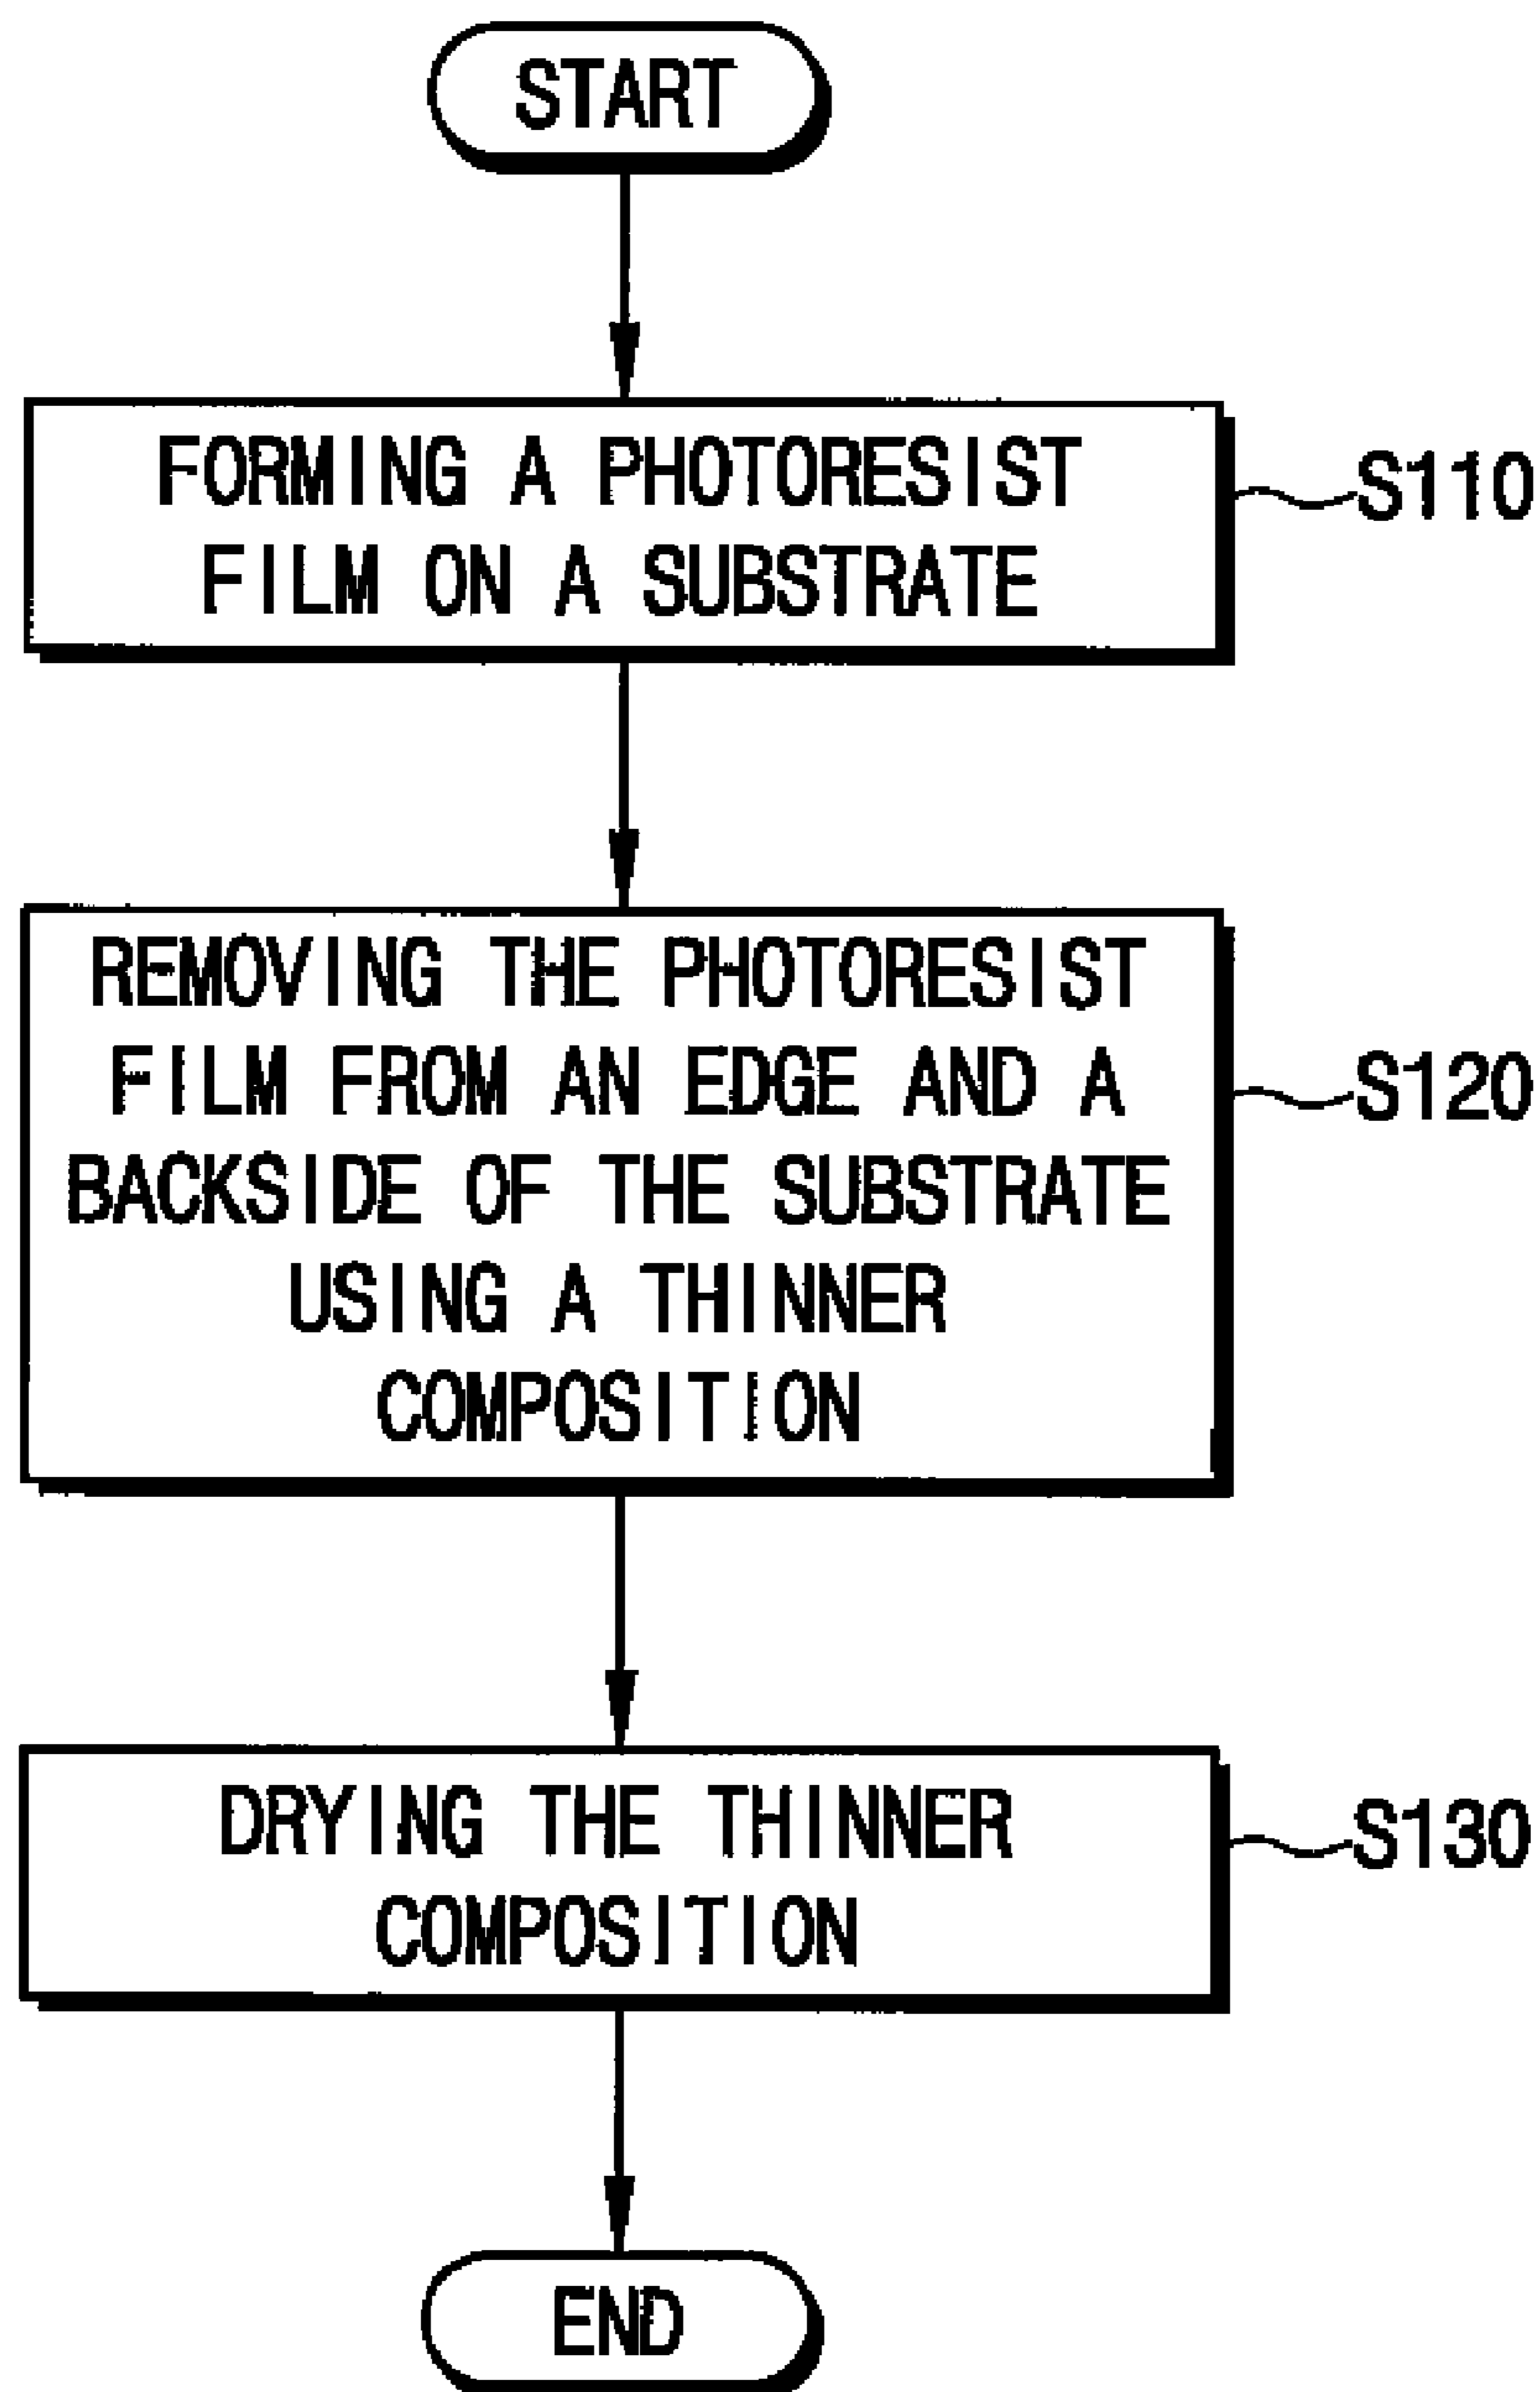 START
FORMING A PHOTORESIST
FILM ON A SUBSTRATE
S110
REMOVING THE PHOTORESIST
FILM FROM AN EDGE AND A
BACKSIDE OF THE SUBSTRATE
USING A THINNER
COMPOSITION
S120
DRYING THE THINNER
COMPOSITION
S130
END